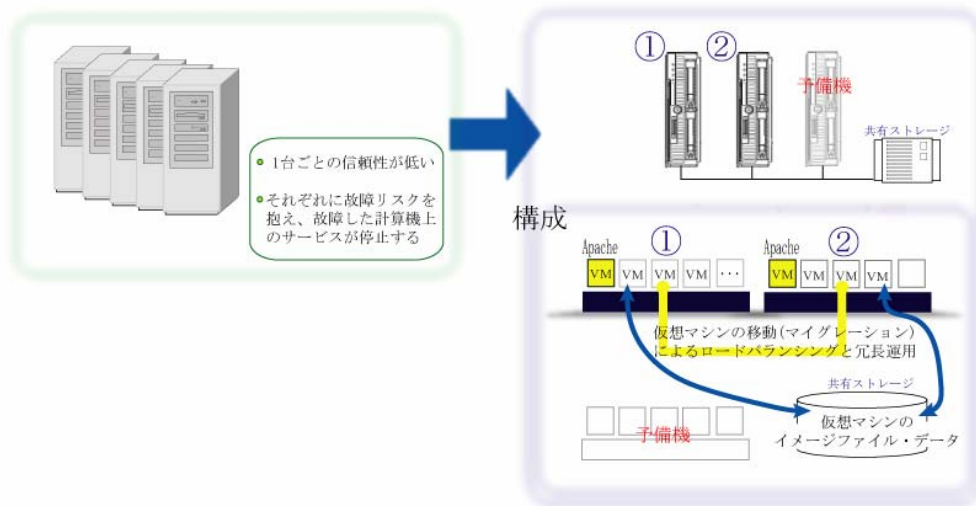 ・1台ごとの信頼性が低い
・それぞれに故障リスクを
抱え、故障した計算機上
のサービスが停止する
① ②
予備機
共有ストレージ
構成
Apache ① Apache ②
VM VM VM VM ... VM VM VM VM
仮想マシンの移動(マイグレーション)
によるロードバランシングと冗長運用
共有ストレージ
仮想マシンの
イメージファイル・データ
予備機